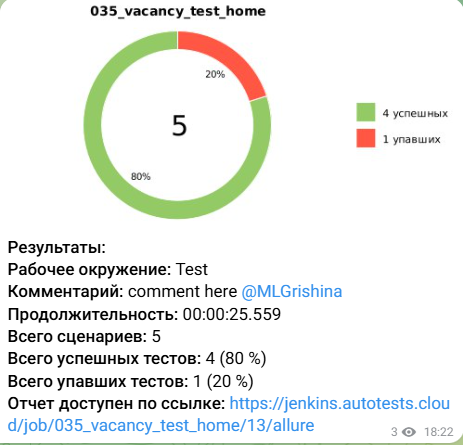 035_vacancy_test_home
20%
5
80%
4 успешных
1 упавших
Результаты:
Рабочее окружение: Test
Комментарий: comment here @MLGrishina
Продолжительность: 00:00:25.559
Всего сценариев: 5
Всего успешных тестов: 4 (80 %)
Всего упавших тестов: 1 (20 %)
Отчет доступен по ссылке: https://jenkins.autotests.clou
d/job/035_vacancy_test_home/13/allure
3 18:22